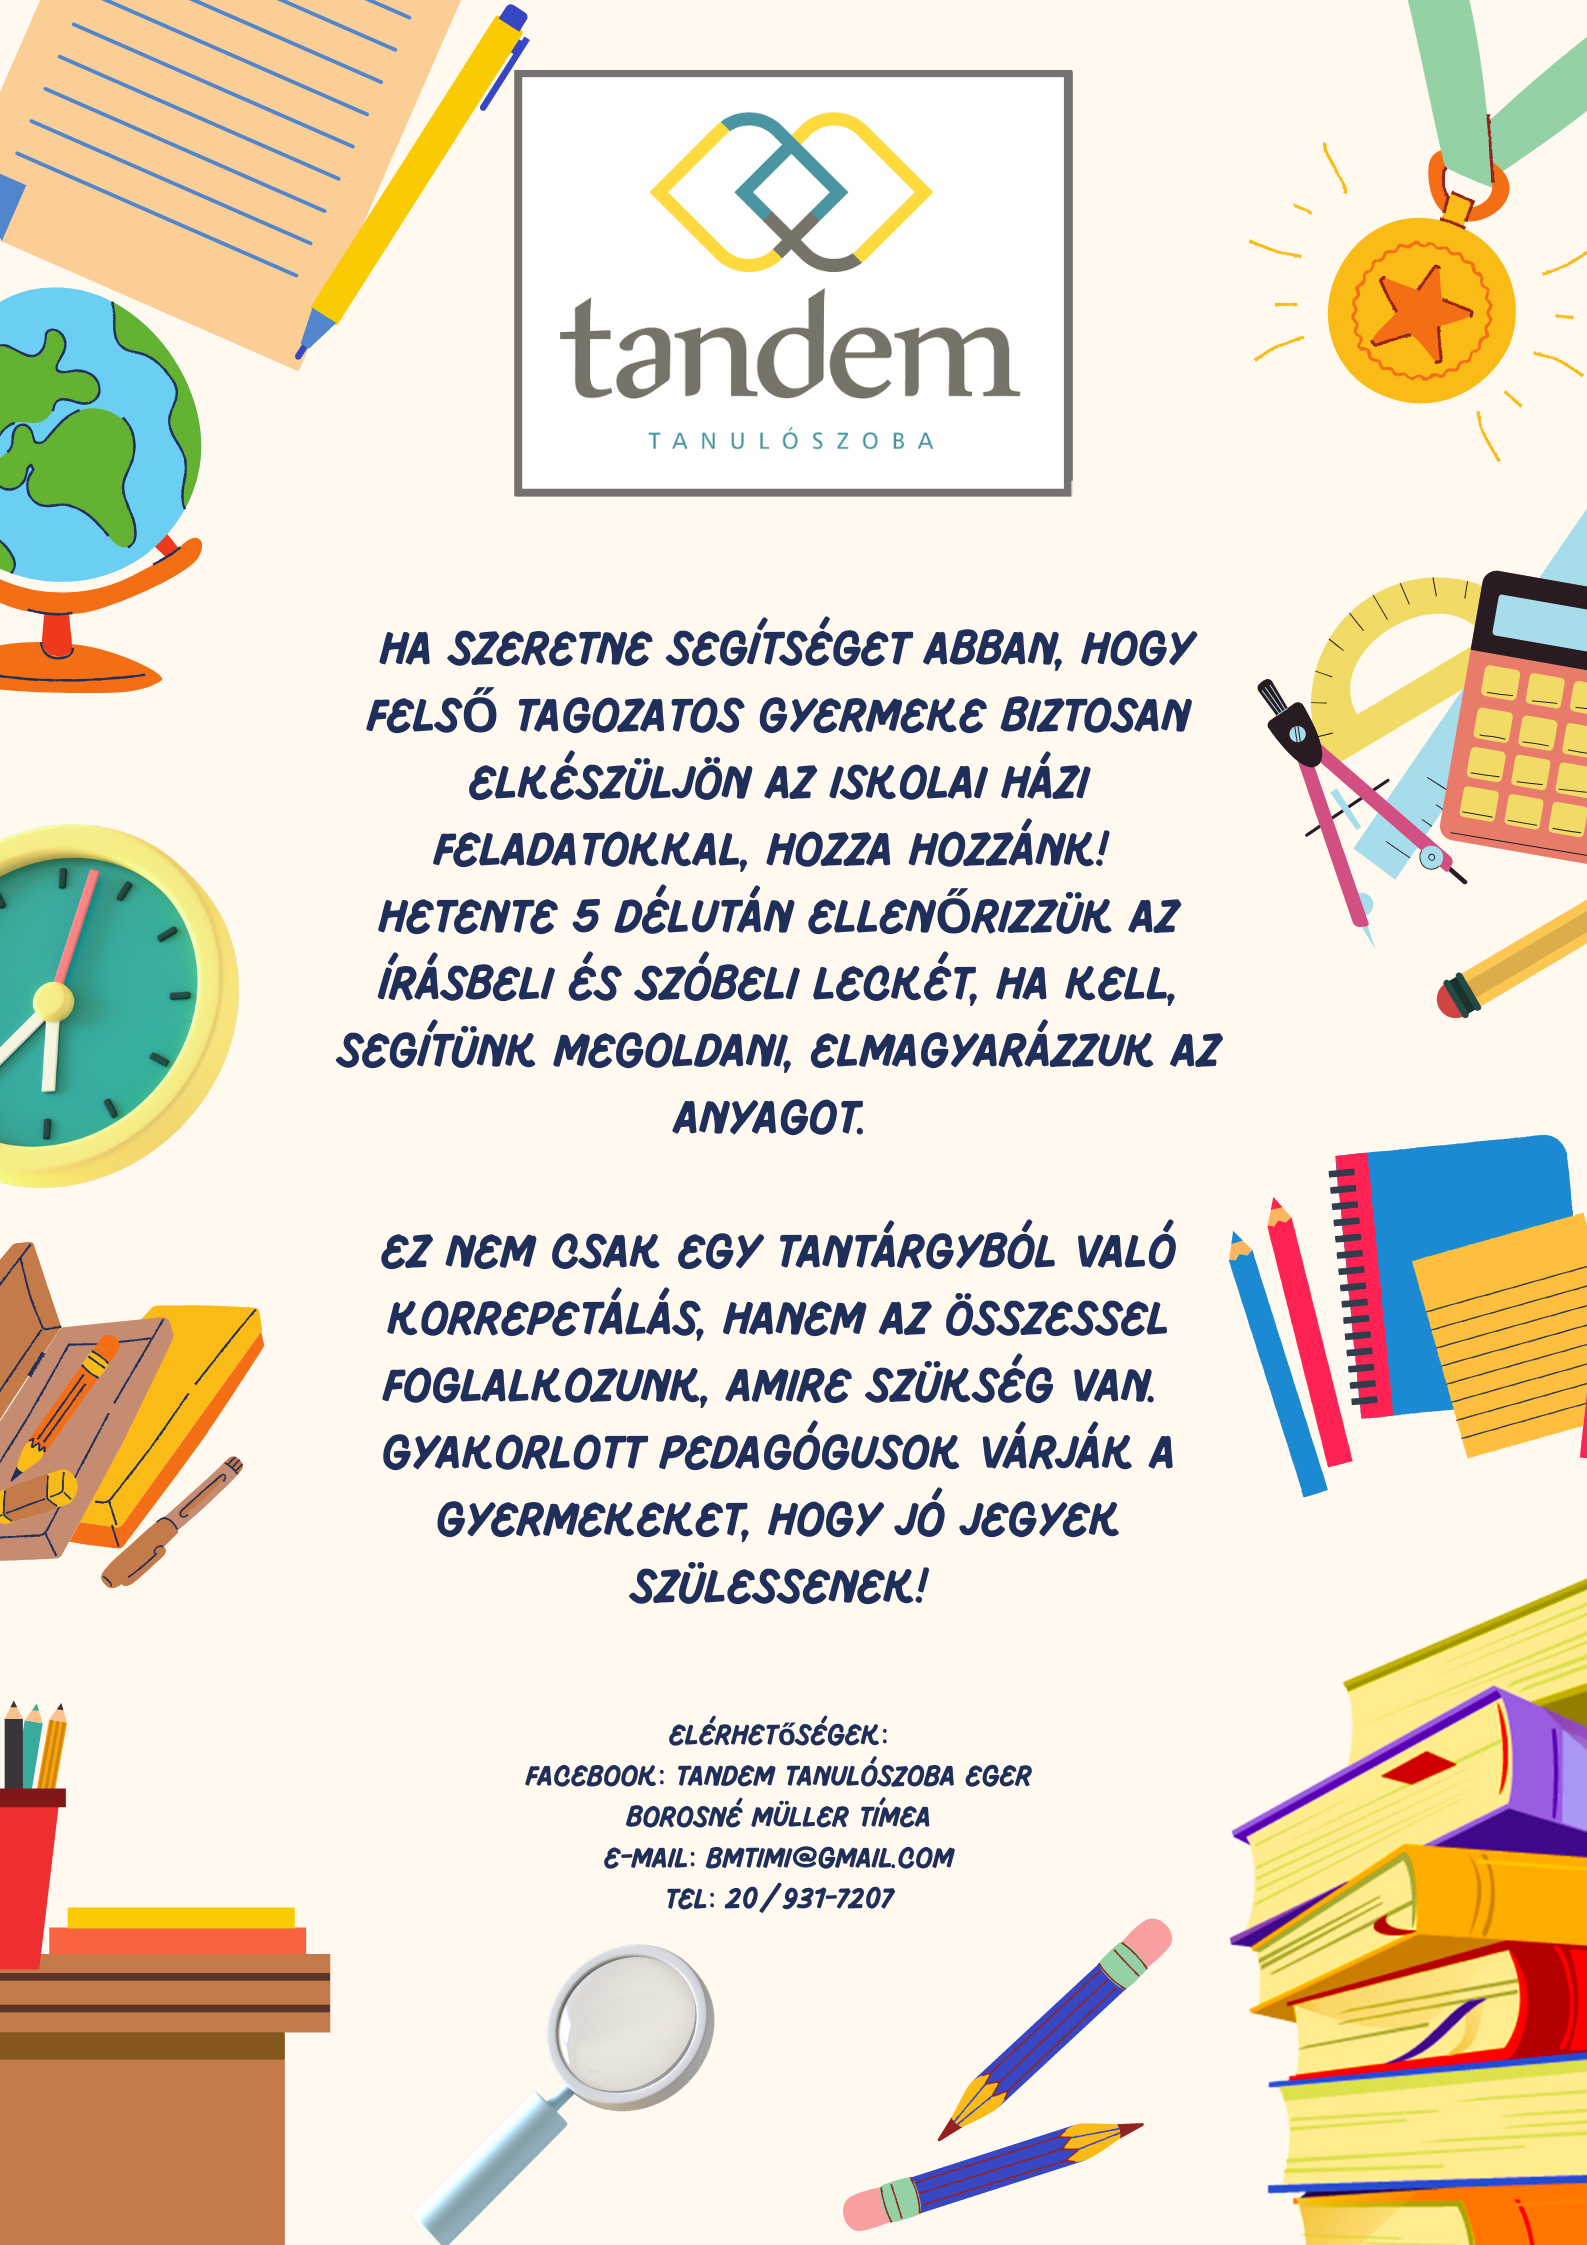 tandem
TANULÓSZOBA
HA SZERETNE SEGÍTSÉGET ABBAN, HOGY
FELSŐ TAGOZATOS GYERMEKE BIZTOSAN
ELKÉSZÜLJÖN AZ ISKOLAI HÁZI
FELADATOKKAL, HOZZA HOZZÁNK!
HETENTE 5 DÉLUTÁN ELLENŐRIZZÜK AZ
ÍRÁSBELI ÉS SZÓBELI LECKÉT, HA KELL,
SEGÍTÜNK MEGOLDANI, ELMAGYARÁZZUK AZ
ANYAGOT.
EZ NEM CSAK EGY TANTÁRGYBÓL VALÓ
KORREPETÁLÁS, HANEM AZ ÖSSZESSEL
FOGLALKOZUNK, AMIRE SZÜKSÉG VAN.
GYAKORLOTT PEDAGÓGUSOK VÁRJÁK A
GYERMEKEKET, HOGY JÓ JEGYEK
SZÜLESSENEK!
ELÉRHETŐSÉGEK:
FACEBOOK: TANDEM TANULÓSZOBA EGER
BOROSNÉ MÜLLER TÍMEA
E-MAIL: BMTIMI@GMAIL.COM
TEL: 20/931-7207